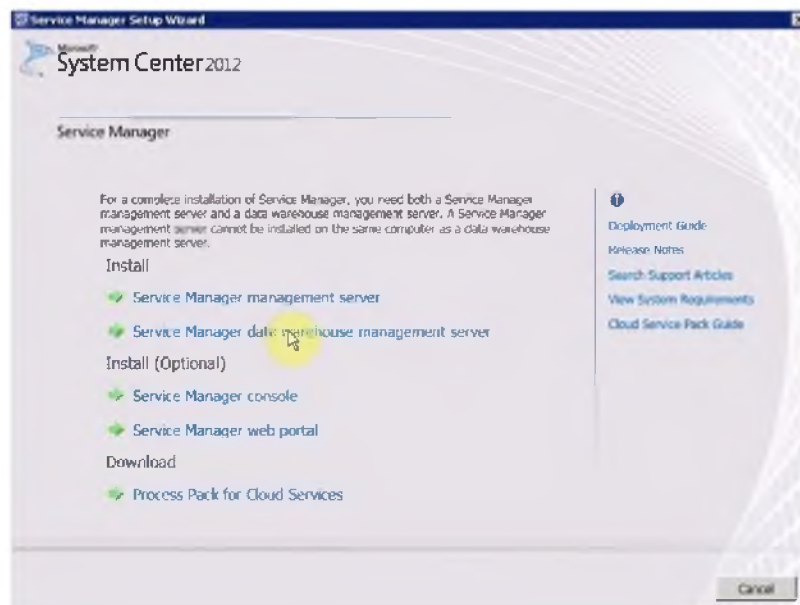 Service Manager Setup Wizard
Microsoft
System Center 2012
Service Manager
For a complete installation of Service Manager, you need both a Service Manager
management server and a data warehouse management server. A Service Manager
management server cannot be installed on the same computer as a data warehouse
management server.
Install
Service Manager management server
Service Manager data warehouse management server
Install (Optional)
Service Manager console
Service Manager web portal
Download
Process Pack for Cloud Services
Deployment Guide
Release Notes
Search Support Articles
View System Requirements
Cloud Service Pack Guide
Cancel